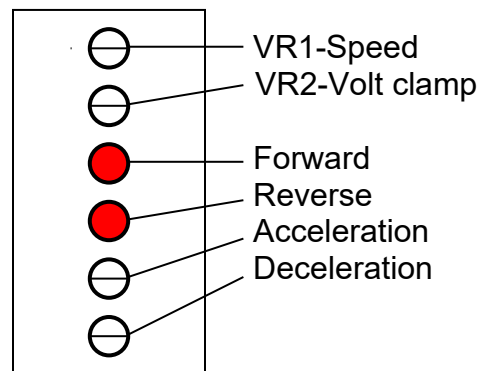 VR1-Speed
VR2-Volt clamp
Forward
Reverse
Acceleration
Deceleration